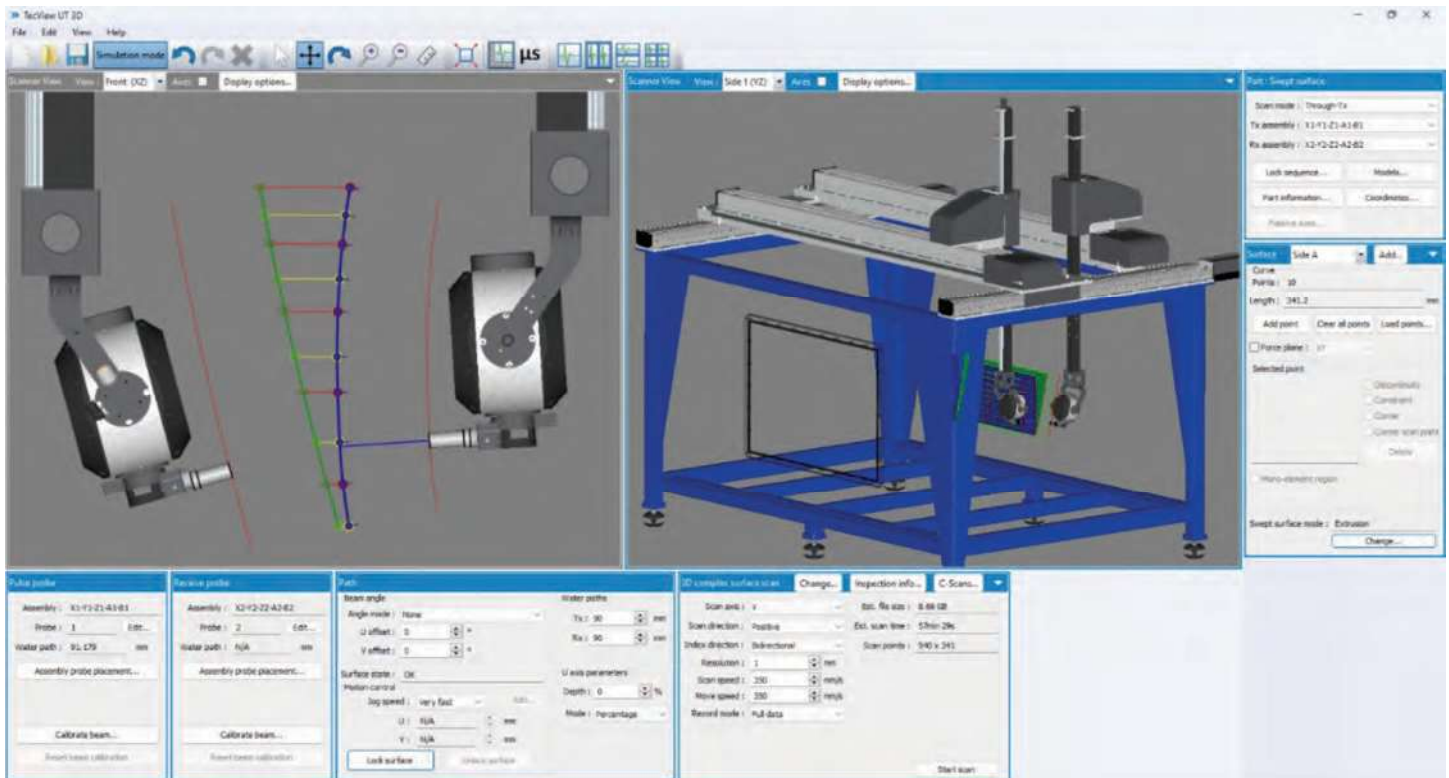 TecView UT 3D
File Edit View Help
Simulation mode µs
Scanner View View : Front (XZ) Axes Display options...
Scanner View View : Side 1 (YZ) Axes Display options...
Part : Swept surface
Scan mode : Through-Tx
Tx assembly : X1-Y1-Z1-A1-B1
Rx assembly : X2-Y2-Z2-A2-B2
Lock sequence... Models...
Part information... Coordinates...
Surface Side A Add...
Curve
Points : 10
Length : 341.2 mm
Add point Clear all points Load points...
Force plane :
Selected point
Discontinuity
Constraint
Corner
Corner scan point
Delete
Mono-element region
Swept surface mode : Extrusion
Change...
Pulse probe
Assembly : X1-Y1-Z1-A1-B1
Probe : 1 Edit...
Water path : 91.179 mm
Assembly probe placement...
Calibrate beam...
Reset beam calibration
Receive probe
Assembly : X2-Y2-Z2-A2-B2
Probe : 2 Edit...
Water path : N/A mm
Assembly probe placement...
Calibrate beam...
Reset beam calibration
Path
Beam angle
Angle mode : None
U offset : 0 °
V offset : 0 °
Surface state : OK
Motion control
Jog speed : Very fast Edit...
U : N/A mm
V : N/A mm
Lock surface Unlock surface
Water paths
Tx : 90 mm
Rx : 90 mm
U axis parameters
Depth : 0 %
Mode : Percentage
3D complex surface scan Change... Inspection info... C-Scans...
Scan axis :
Scan direction : Positive
Index direction : Bidirectional
Resolution : 1 mm
Scan speed : 350 mm/s
Move speed : 350 mm/s
Record mode : Full data
Est. file size : 8.66 GB
Est. scan time : 57min 29s
Scan points : 540 x 341
Start scan